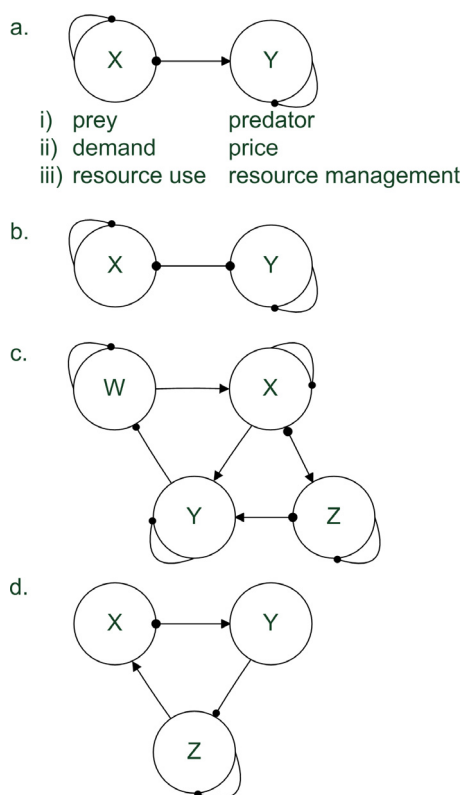 a.
X Y
i) prey predator
ii) demand price
iii) resource use resource management
b.
X Y
c.
W X
Y Z
d.
X Y
Z